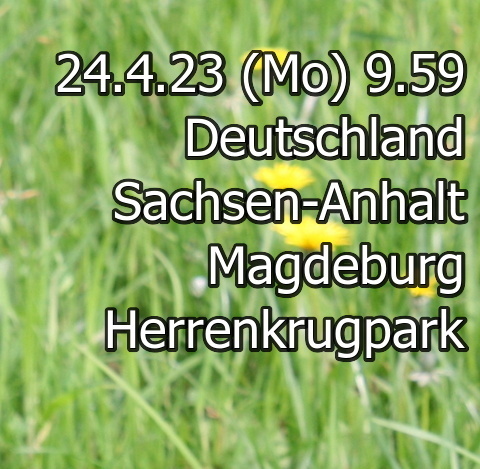 24.4.23 (Mo) 9.59
Deutschland
Sachsen-Anhalt
Magdeburg
Herrenkrugpark